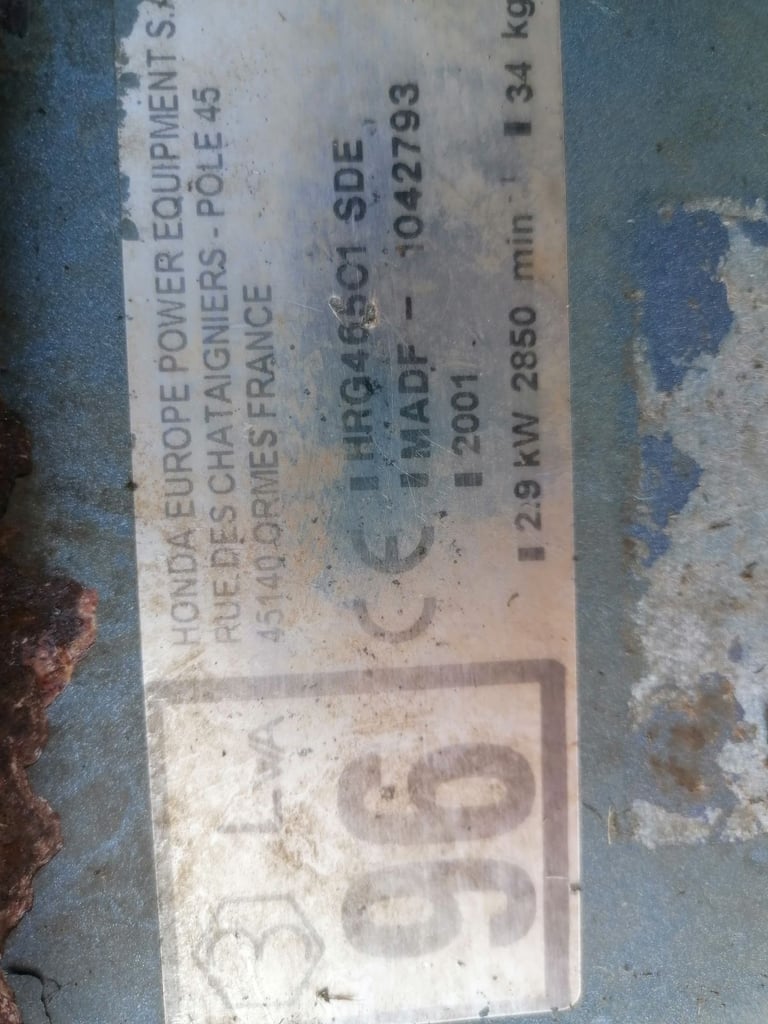 HONDA EUROPE POWER EQUIPMENT S.A
RUE DES CHATAIGNIERS - PÔLE 45
45140 ORMES FRANCE
HRG465C1 SDE
MADF - 1042793
2001
2.9 kW 2850 min⁻¹ 34 kg
CE
LWA
96